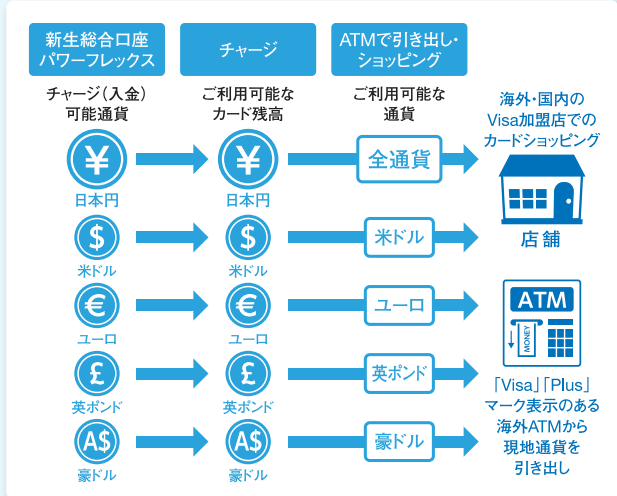 新生総合口座
パワーフレックス
チャージ
ATMで引き出し・
ショッピング
チャージ（入金）
可能通貨
ご利用可能な
カード残高
ご利用可能な
通貨
海外・国内の
Visa加盟店での
カードショッピング
¥
¥
全通貨
日本円
日本円
店舗
$
$
米ドル
米ドル
米ドル
€
€
ユーロ
ユーロ
ユーロ
ATM
MONEY
£
£
英ポンド
英ポンド
英ポンド
「Visa」「Plus」
マーク表示のある
海外ATMから
現地通貨を
引き出し
A$
A$
豪ドル
豪ドル
豪ドル